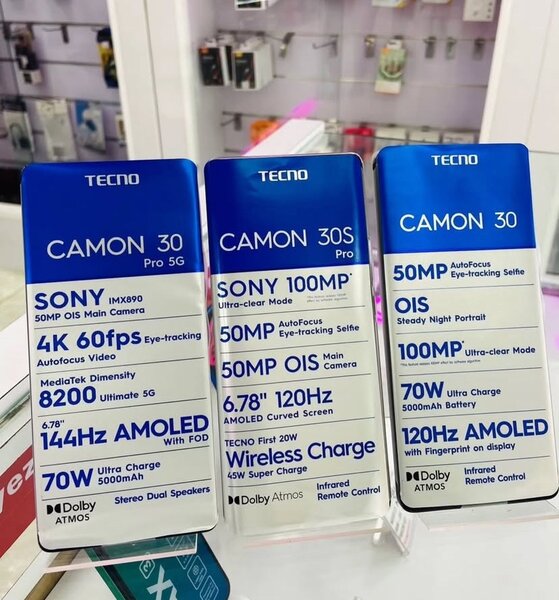 TECNO
CAMON 30
Pro 5G
SONY IMX890
50MP OIS Main Camera
4K 60fps Eye-tracking
Autofocus Video
MediaTek Dimensity
8200 Ultimate 5G
6.78"
144Hz AMOLED
With FOD
70W Ultra Charge
5000mAh
Dolby
ATMOS
Stereo Dual Speakers
TECNO
CAMON 30S
Pro
SONY 100MP*
Ultra-clear Mode
50MP AutoFocus
Eye-tracking Selfie
50MP OIS Main
Camera
6.78" 120Hz
AMOLED Curved Screen
TECNO First 20W
Wireless Charge
45W Super Charge
Dolby Atmos
Infrared
Remote Control
TECNO
CAMON 30
50MP AutoFocus
Eye-tracking Selfie
OIS
Steady Night Portrait
100MP* Ultra-clear Mode
70W Ultra Charge
5000mAh Battery
120Hz AMOLED
with Fingerprint on display
Dolby
ATMOS
Infrared
Remote Control